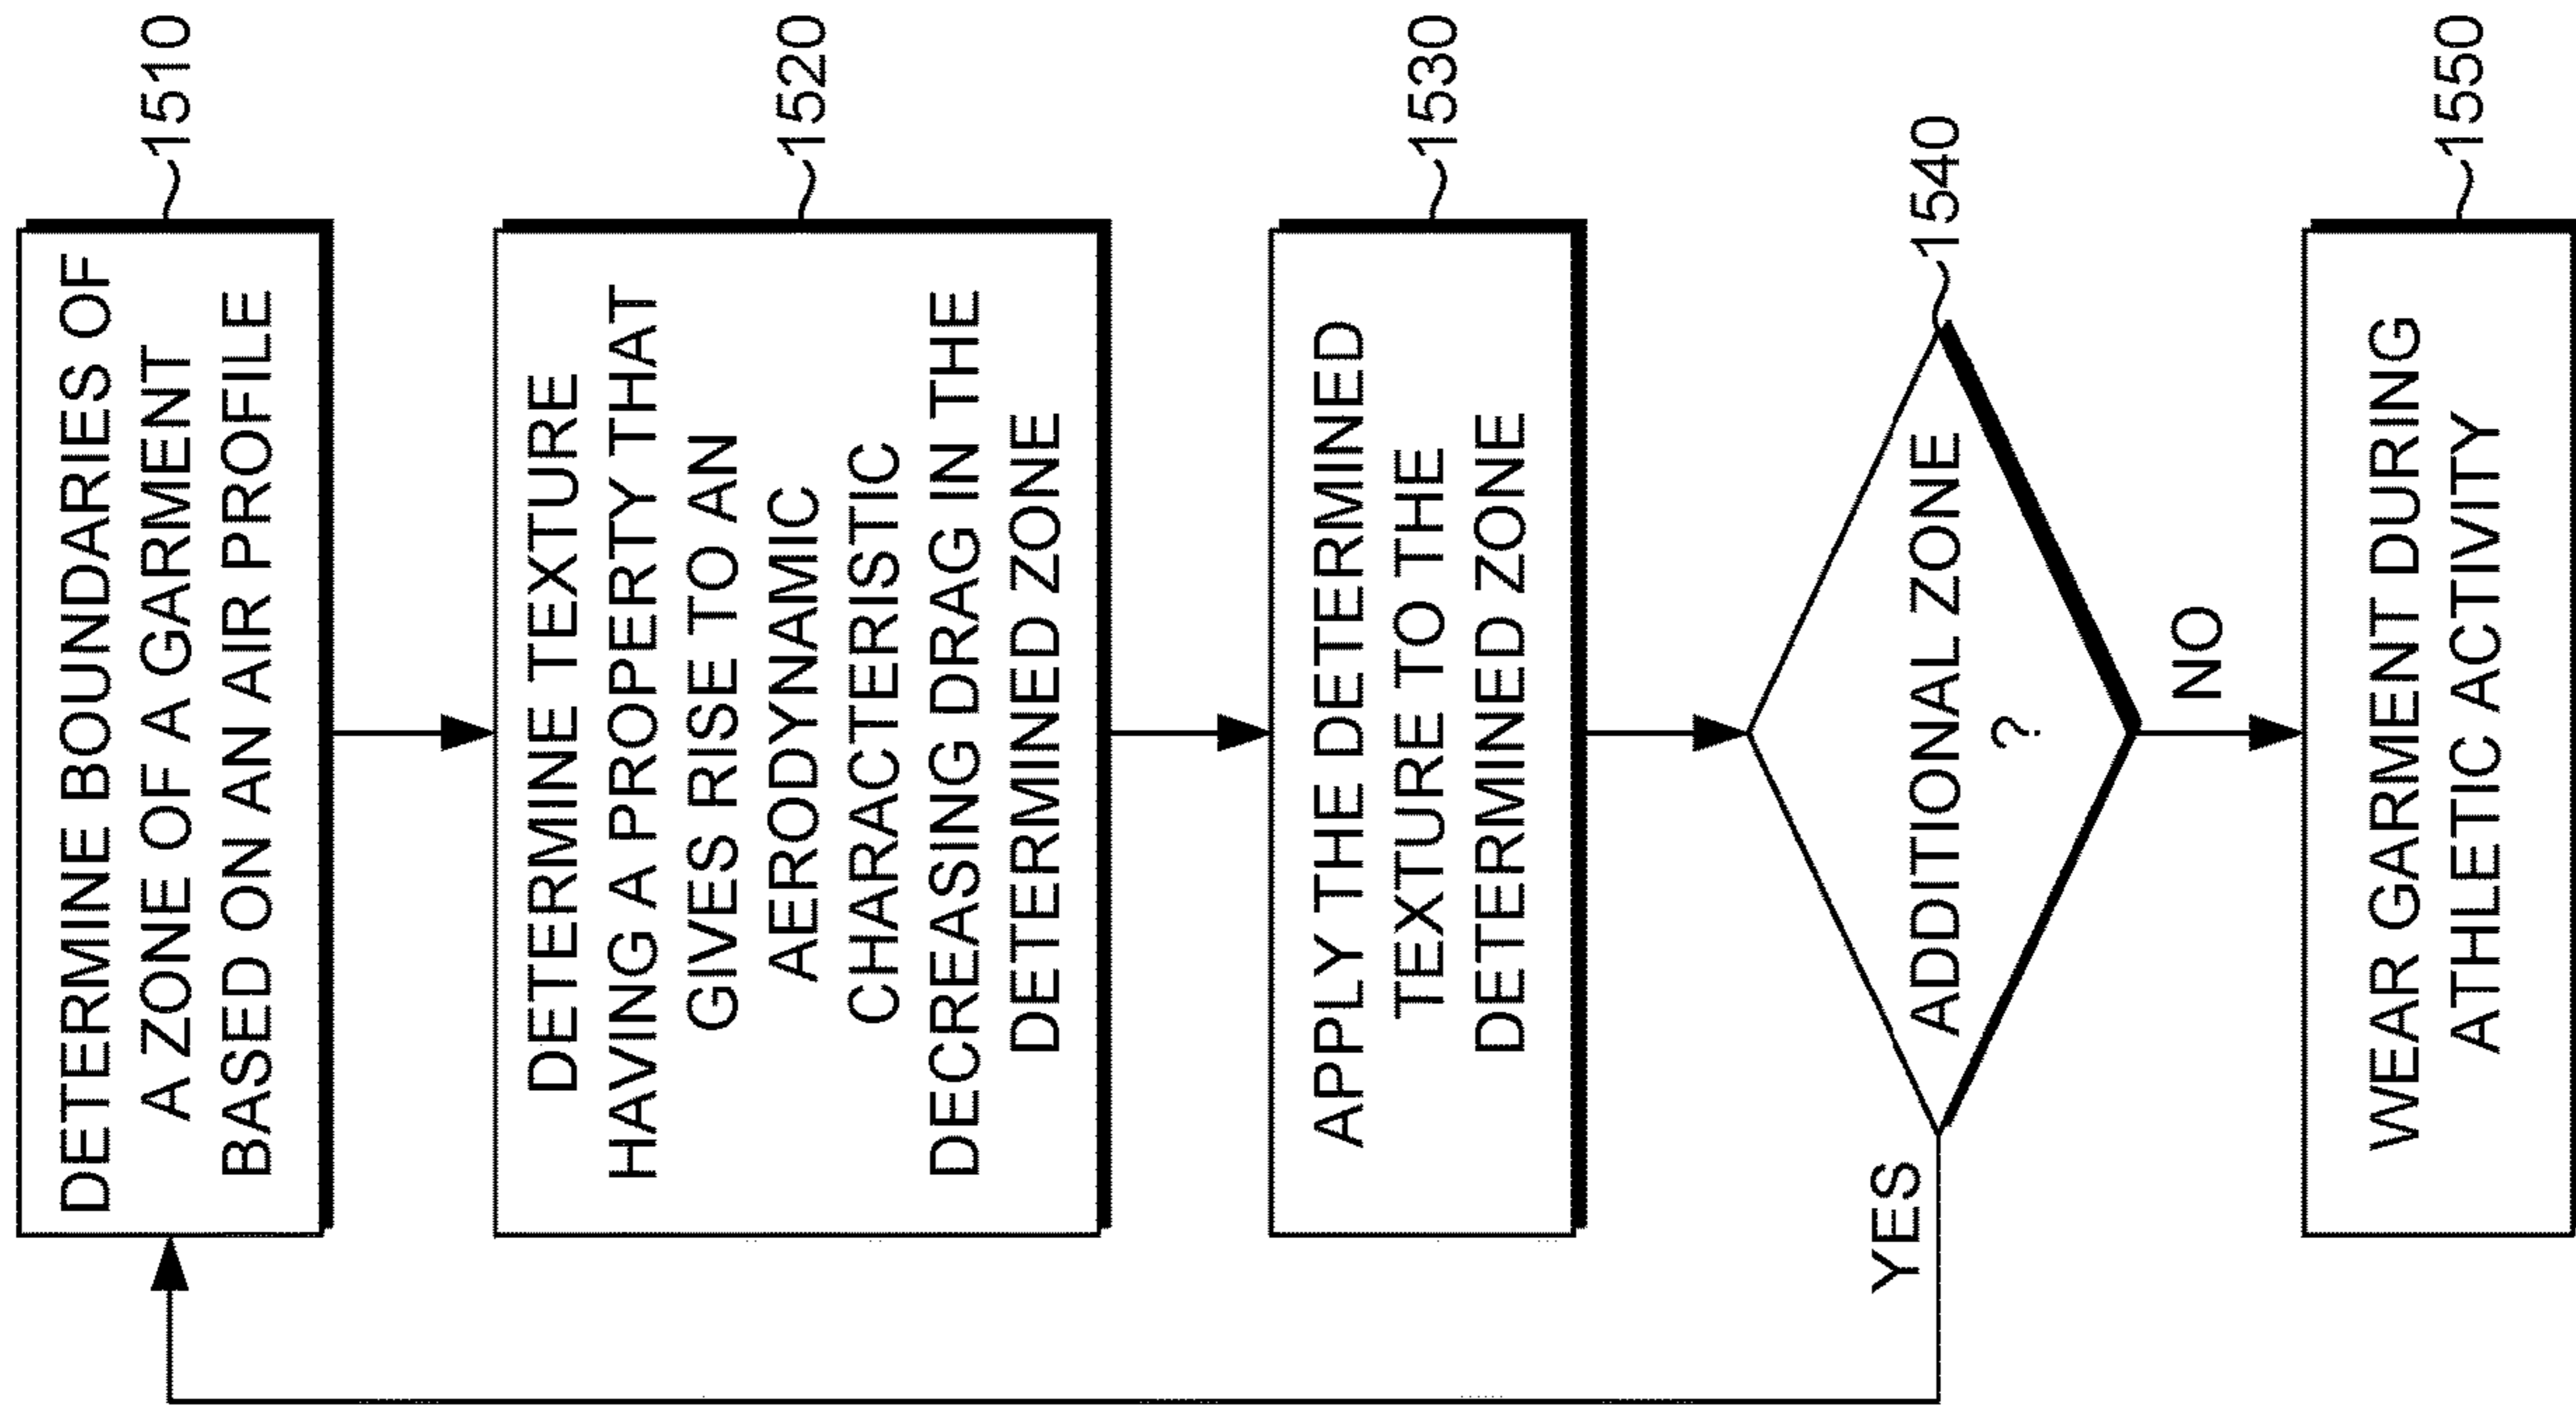 DETERMINE BOUNDARIES OF
A ZONE OF A GARMENT
BASED ON AN AIR PROFILE
1510
DETERMINE TEXTURE
HAVING A PROPERTY THAT
GIVES RISE TO AN
AERODYNAMIC
CHARACTERISTIC
DECREASING DRAG IN THE
DETERMINED ZONE
1520
APPLY THE DETERMINED
TEXTURE TO THE
DETERMINED ZONE
1530
ADDITIONAL ZONE
?
1540
YES
NO
WEAR GARMENT DURING
ATHLETIC ACTIVITY
1550